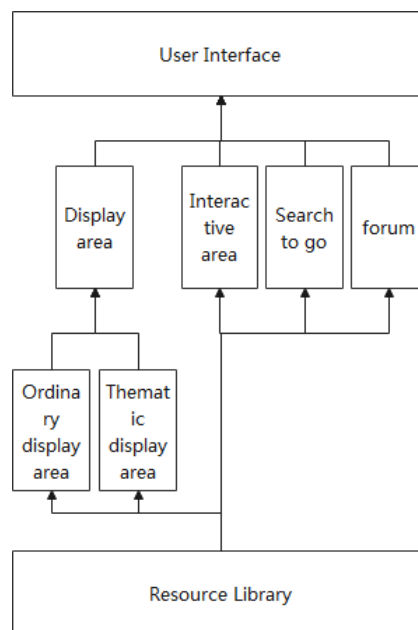 User Interface
Display
area
Interac
tive
area
Search
to go
forum
Ordina
ry
display
area
Themat
ic
display
area
Resource Library